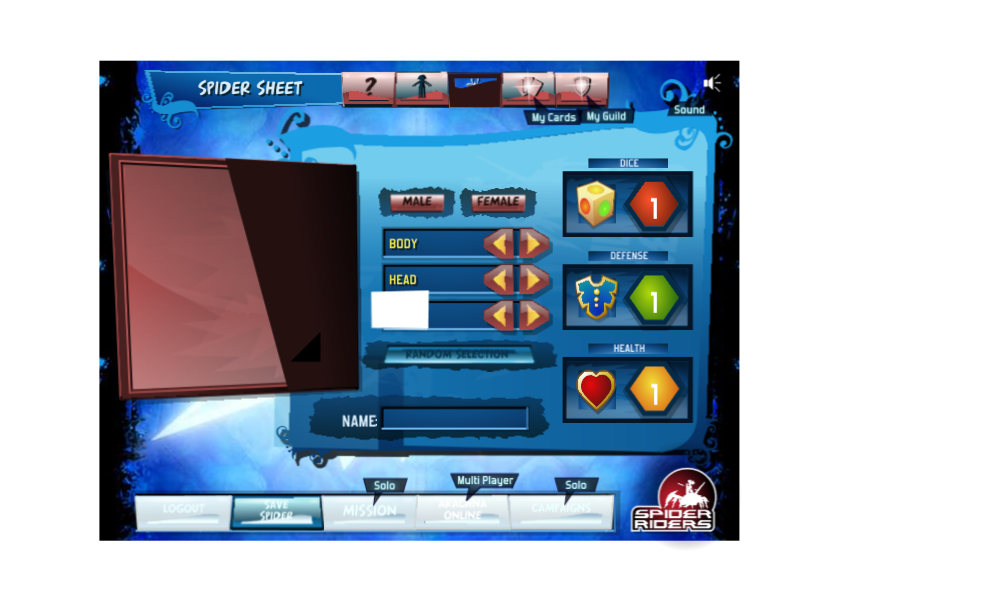 SPIDER SHEET
?
My Cards
My Guild
Sound
DICE
1
MALE
FEMALE
BODY
HEAD
DEFENSE
1
RANDOM SELECTION
HEALTH
1
NAME:
Solo
Multi Player
Solo
LOGOUT
SAVE
SPIDER
MISSION
ARACHNA
ONLINE
CAMPAIGNS
SPIDER
RIDERS